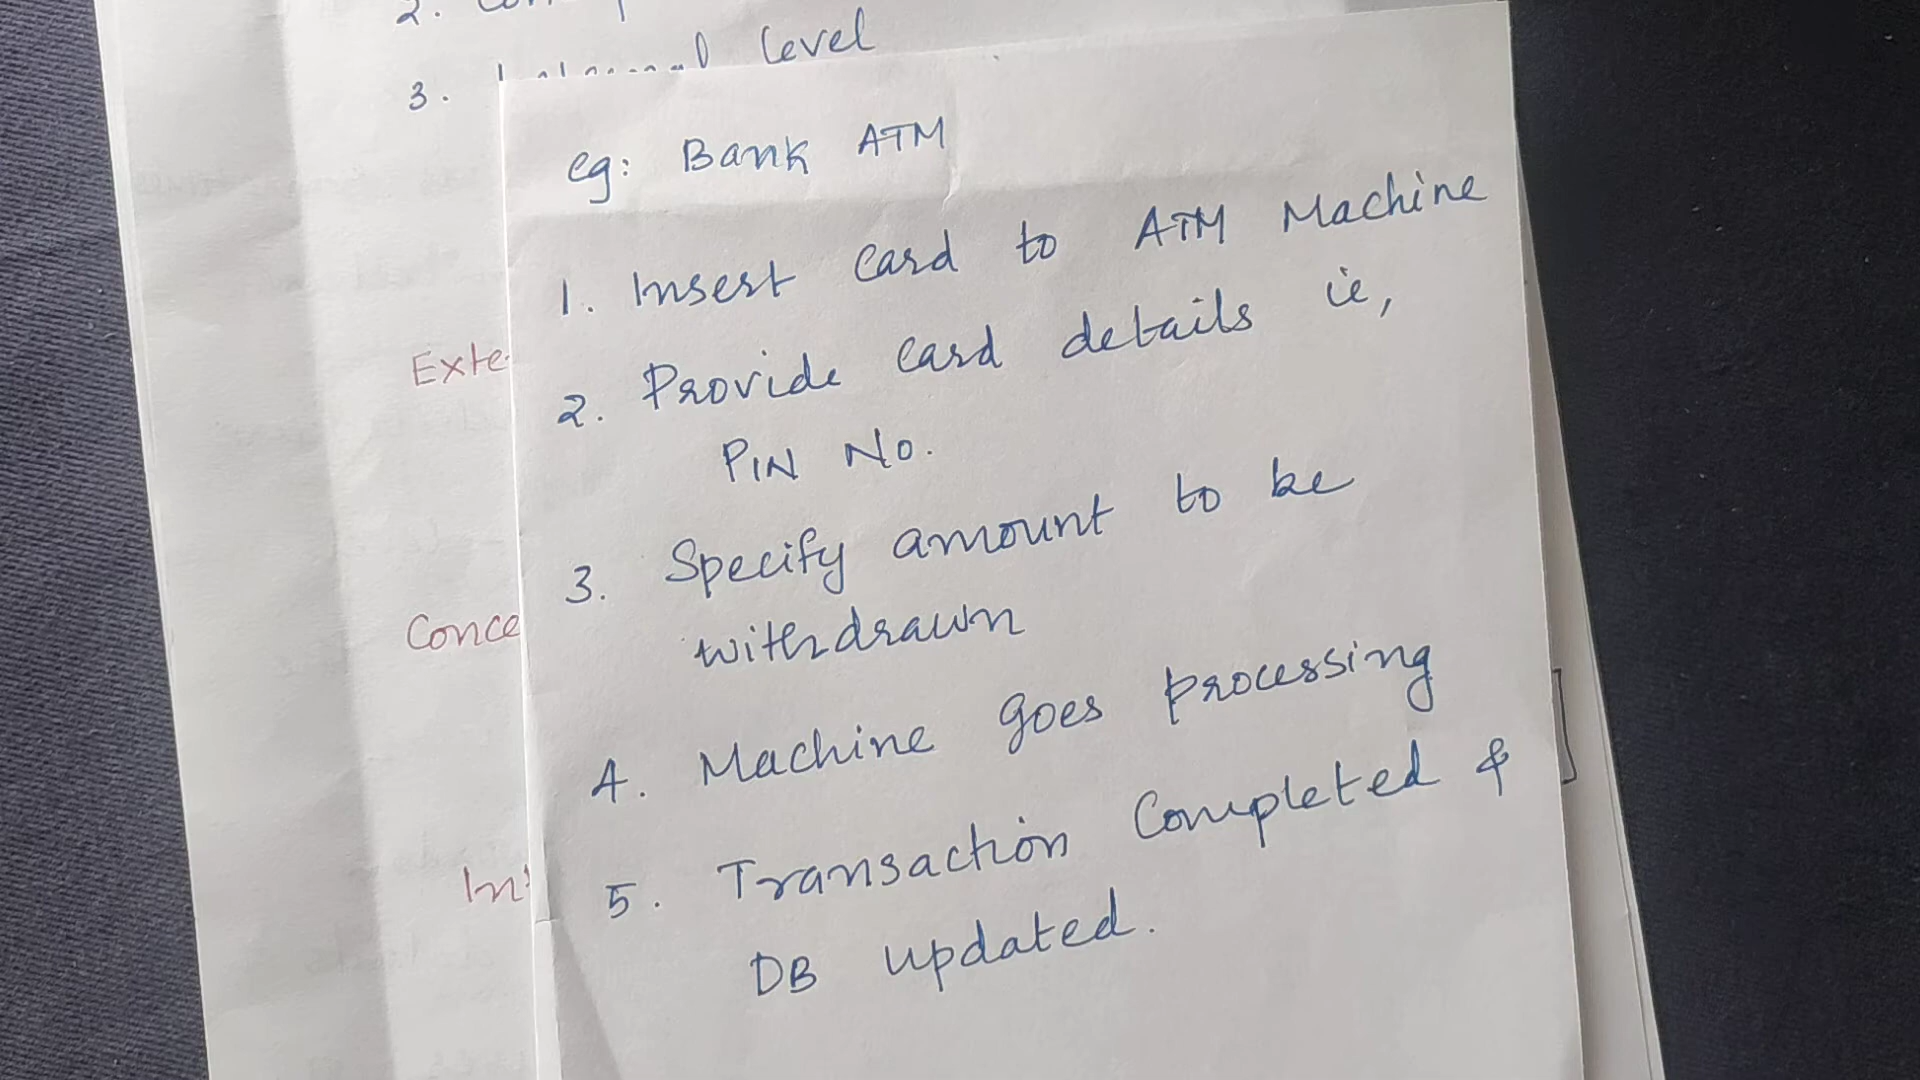 2.
3. level
eg: Bank ATM
1. Insert card to ATM Machine
2. Provide card details ie,
PIN No.
3. Specify amount to be
withdrawn
4. Machine goes processing
5. Transaction Completed &
DB updated.
Exte
Conce
In